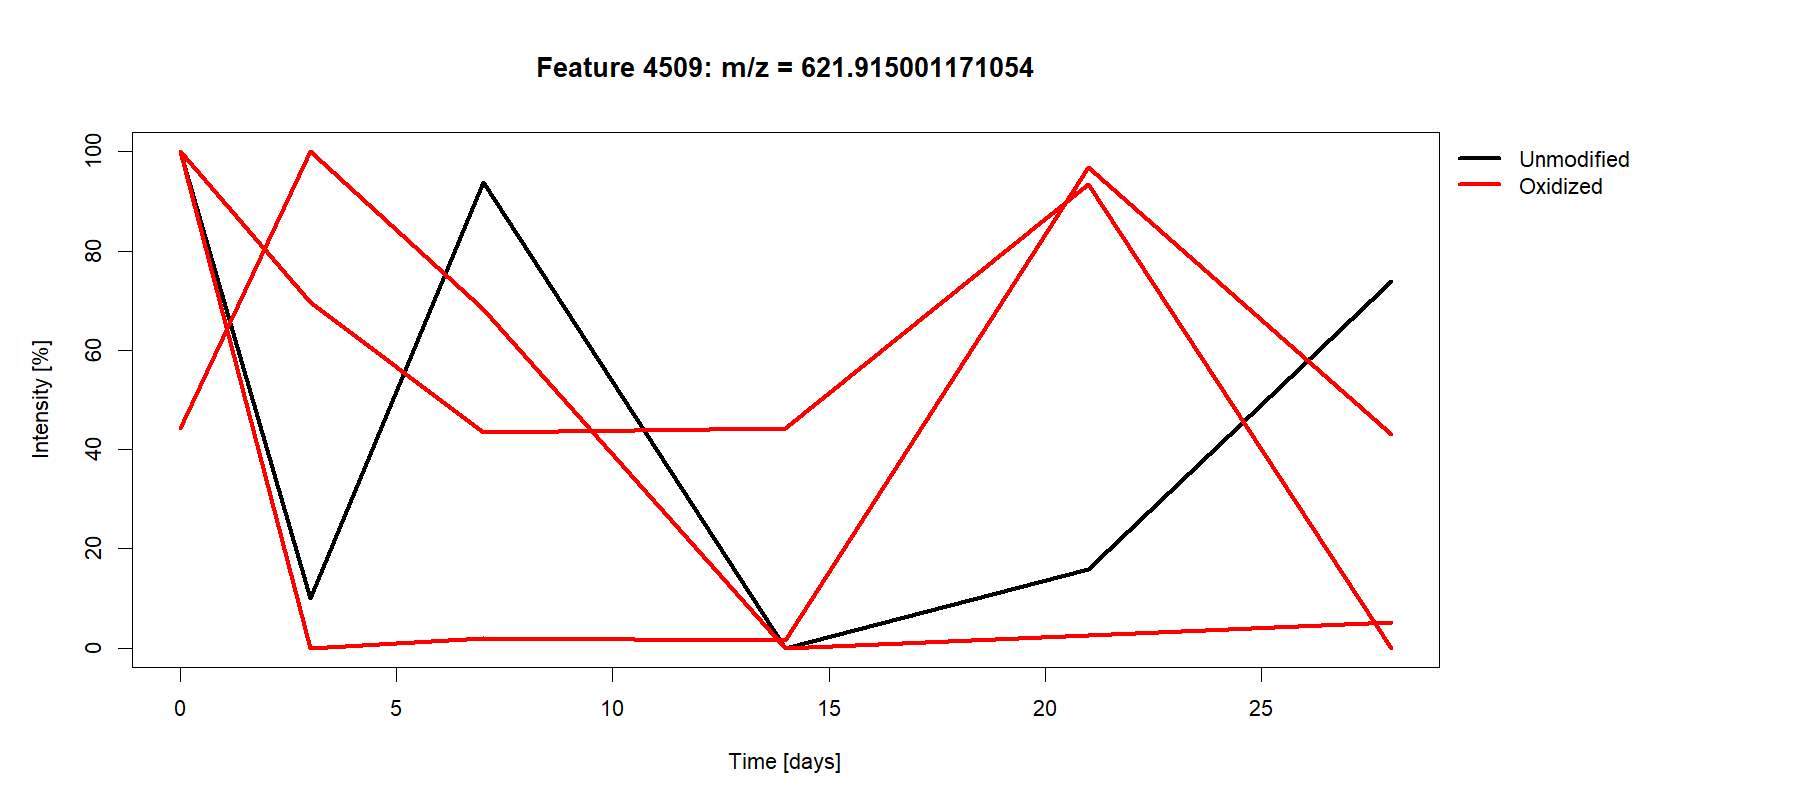 Feature 4509: m/z = 621.915001171054
Unmodified
Oxidized
Intensity [%]
100
80
60
40
20
0
0 5 10 15 20 25
Time [days]